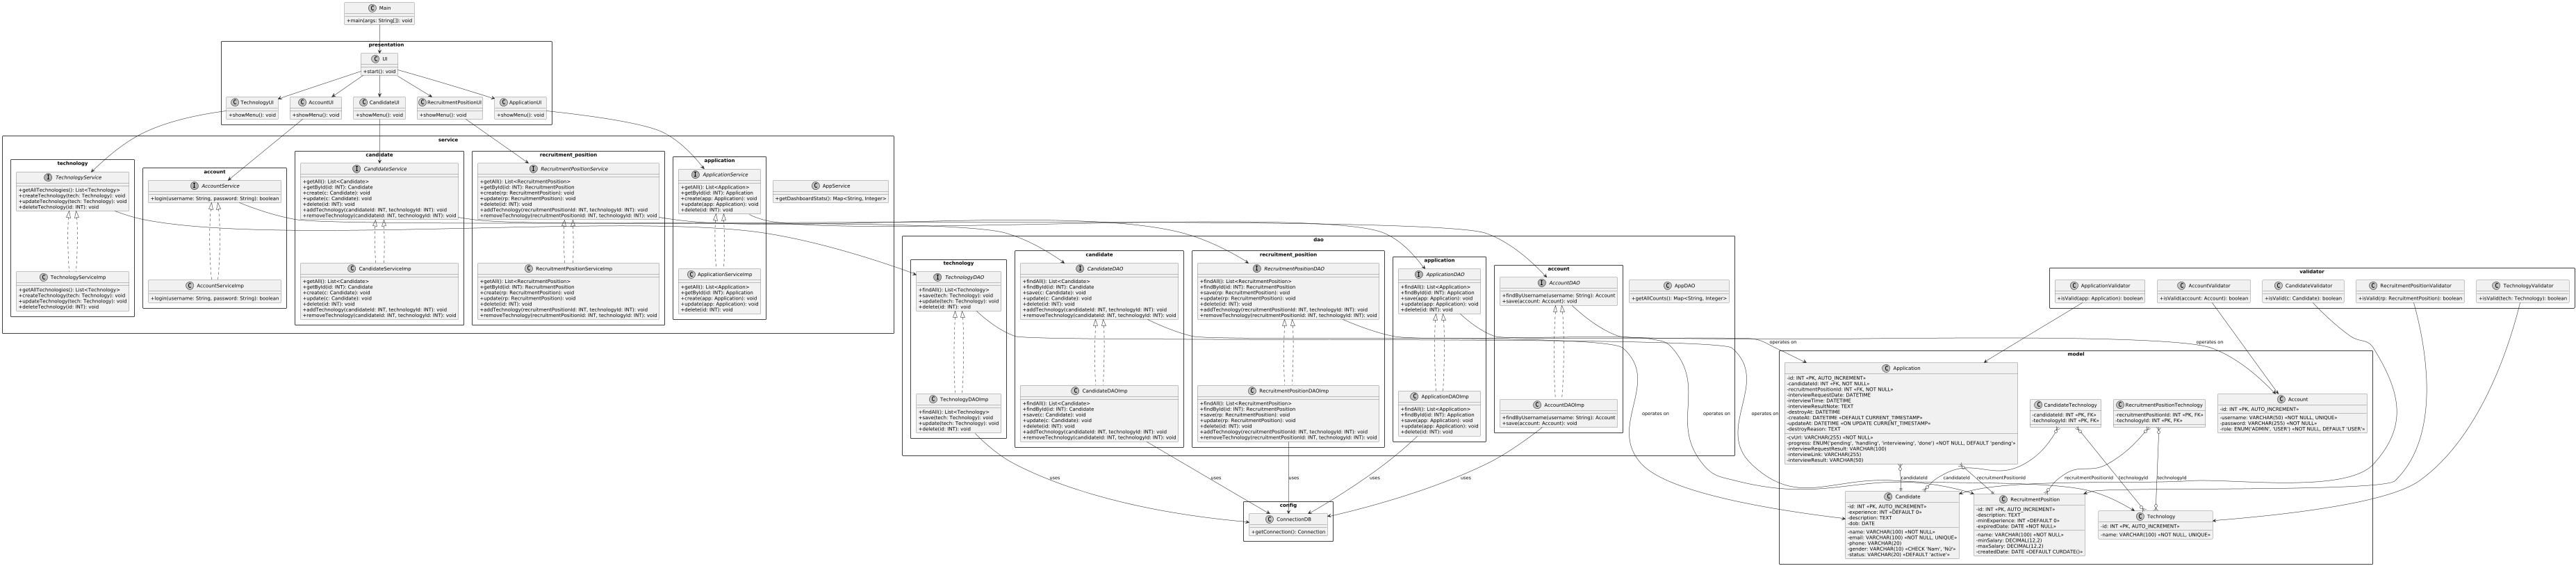 Main
+main(args: String[]): void
presentation
UI
+start(): void
TechnologyUI
+showMenu(): void
AccountUI
+showMenu(): void
CandidateUI
+showMenu(): void
RecruitmentPositionUI
+showMenu(): void
ApplicationUI
+showMenu(): void
service
technology
TechnologyService
+getAllTechnologies(): List<Technology>
+createTechnology(tech: Technology): void
+updateTechnology(tech: Technology): void
+deleteTechnology(id: INT): void
TechnologyServiceImp
+getAllTechnologies(): List<Technology>
+createTechnology(tech: Technology): void
+updateTechnology(tech: Technology): void
+deleteTechnology(id: INT): void
account
AccountService
+login(username: String, password: String): boolean
AccountServiceImp
+login(username: String, password: String): boolean
candidate
CandidateService
+getAll(): List<Candidate>
+getById(id: INT): Candidate
+create(c: Candidate): void
+update(c: Candidate): void
+delete(id: INT): void
+addTechnology(candidateId: INT, technologyId: INT): void
+removeTechnology(candidateId: INT, technologyId: INT): void
CandidateServiceImp
+getAll(): List<Candidate>
+getById(id: INT): Candidate
+create(c: Candidate): void
+update(c: Candidate): void
+delete(id: INT): void
+addTechnology(candidateId: INT, technologyId: INT): void
+removeTechnology(candidateId: INT, technologyId: INT): void
recruitment_position
RecruitmentPositionService
+getAll(): List<RecruitmentPosition>
+getById(id: INT): RecruitmentPosition
+create(rp: RecruitmentPosition): void
+update(rp: RecruitmentPosition): void
+delete(id: INT): void
+addTechnology(recruitmentPositionId: INT, technologyId: INT): void
+removeTechnology(recruitmentPositionId: INT, technologyId: INT): void
RecruitmentPositionServiceImp
+getAll(): List<RecruitmentPosition>
+getById(id: INT): RecruitmentPosition
+create(rp: RecruitmentPosition): void
+update(rp: RecruitmentPosition): void
+delete(id: INT): void
+addTechnology(recruitmentPositionId: INT, technologyId: INT): void
+removeTechnology(recruitmentPositionId: INT, technologyId: INT): void
application
ApplicationService
+getAll(): List<Application>
+getById(id: INT): Application
+create(app: Application): void
+update(app: Application): void
+delete(id: INT): void
ApplicationServiceImp
+getAll(): List<Application>
+getById(id: INT): Application
+create(app: Application): void
+update(app: Application): void
+delete(id: INT): void
AppService
+getDashboardStats(): Map<String, Integer>
dao
technology
TechnologyDAO
+findAll(): List<Technology>
+save(tech: Technology): void
+update(tech: Technology): void
+delete(id: INT): void
TechnologyDAOImp
+findAll(): List<Technology>
+save(tech: Technology): void
+update(tech: Technology): void
+delete(id: INT): void
candidate
CandidateDAO
+findAll(): List<Candidate>
+findById(id: INT): Candidate
+save(c: Candidate): void
+update(c: Candidate): void
+delete(id: INT): void
+addTechnology(candidateId: INT, technologyId: INT): void
+removeTechnology(candidateId: INT, technologyId: INT): void
CandidateDAOImp
+findAll(): List<Candidate>
+findById(id: INT): Candidate
+save(c: Candidate): void
+update(c: Candidate): void
+delete(id: INT): void
+addTechnology(candidateId: INT, technologyId: INT): void
+removeTechnology(candidateId: INT, technologyId: INT): void
recruitment_position
RecruitmentPositionDAO
+findAll(): List<RecruitmentPosition>
+findById(id: INT): RecruitmentPosition
+save(rp: RecruitmentPosition): void
+update(rp: RecruitmentPosition): void
+delete(id: INT): void
+addTechnology(recruitmentPositionId: INT, technologyId: INT): void
+removeTechnology(recruitmentPositionId: INT, technologyId: INT): void
RecruitmentPositionDAOImp
+findAll(): List<RecruitmentPosition>
+findById(id: INT): RecruitmentPosition
+save(rp: RecruitmentPosition): void
+update(rp: RecruitmentPosition): void
+delete(id: INT): void
+addTechnology(recruitmentPositionId: INT, technologyId: INT): void
+removeTechnology(recruitmentPositionId: INT, technologyId: INT): void
application
ApplicationDAO
+findAll(): List<Application>
+findById(id: INT): Application
+save(app: Application): void
+update(app: Application): void
+delete(id: INT): void
ApplicationDAOImp
+findAll(): List<Application>
+findById(id: INT): Application
+save(app: Application): void
+update(app: Application): void
+delete(id: INT): void
account
AccountDAO
+findByUsername(username: String): Account
+save(account: Account): void
AccountDAOImp
+findByUsername(username: String): Account
+save(account: Account): void
AppDAO
+getAllCounts(): Map<String, Integer>
validator
ApplicationValidator
+isValid(app: Application): boolean
AccountValidator
+isValid(account: Account): boolean
CandidateValidator
+isValid(c: Candidate): boolean
RecruitmentPositionValidator
+isValid(rp: RecruitmentPosition): boolean
TechnologyValidator
+isValid(tech: Technology): boolean
operates on
operates on
operates on
operates on
operates on
model
Application
-id: INT «PK, AUTO_INCREMENT»
-candidateId: INT «FK, NOT NULL»
-recruitmentPositionId: INT «FK, NOT NULL»
-interviewRequestDate: DATETIME
-interviewTime: DATETIME
-interviewResultNote: TEXT
-destroyAt: DATETIME
-createAt: DATETIME «DEFAULT CURRENT_TIMESTAMP»
-updateAt: DATETIME «ON UPDATE CURRENT_TIMESTAMP»
-destroyReason: TEXT
-cvUrl: VARCHAR(255) «NOT NULL»
-progress: ENUM('pending', 'handling', 'interviewing', 'done') «NOT NULL, DEFAULT 'pending'»
-interviewRequestResult: VARCHAR(100)
-interviewLink: VARCHAR(255)
-interviewResult: VARCHAR(50)
CandidateTechnology
-candidateId: INT «PK, FK»
-technologyId: INT «PK, FK»
RecruitmentPositionTechnology
-recruitmentPositionId: INT «PK, FK»
-technologyId: INT «PK, FK»
Account
-id: INT «PK, AUTO_INCREMENT»
-username: VARCHAR(50) «NOT NULL, UNIQUE»
-password: VARCHAR(255) «NOT NULL»
-role: ENUM('ADMIN', 'USER') «NOT NULL, DEFAULT 'USER'»
candidateId
recruitmentPositionId
candidateId
technologyId
recruitmentPositionId
technologyId
Candidate
-id: INT «PK, AUTO_INCREMENT»
-experience: INT «DEFAULT 0»
-description: TEXT
-dob: DATE
-name: VARCHAR(100) «NOT NULL»
-email: VARCHAR(100) «NOT NULL, UNIQUE»
-phone: VARCHAR(20)
-gender: VARCHAR(10) «CHECK 'Nam', 'Nữ'»
-status: VARCHAR(20) «DEFAULT 'active'»
RecruitmentPosition
-id: INT «PK, AUTO_INCREMENT»
-description: TEXT
-minExperience: INT «DEFAULT 0»
-expiredDate: DATE «NOT NULL»
-name: VARCHAR(100) «NOT NULL»
-minSalary: DECIMAL(12,2)
-maxSalary: DECIMAL(12,2)
-createdDate: DATE «DEFAULT CURDATE()»
Technology
-id: INT «PK, AUTO_INCREMENT»
-name: VARCHAR(100) «NOT NULL, UNIQUE»
uses
uses
uses
uses
uses
config
ConnectionDB
+getConnection(): Connection